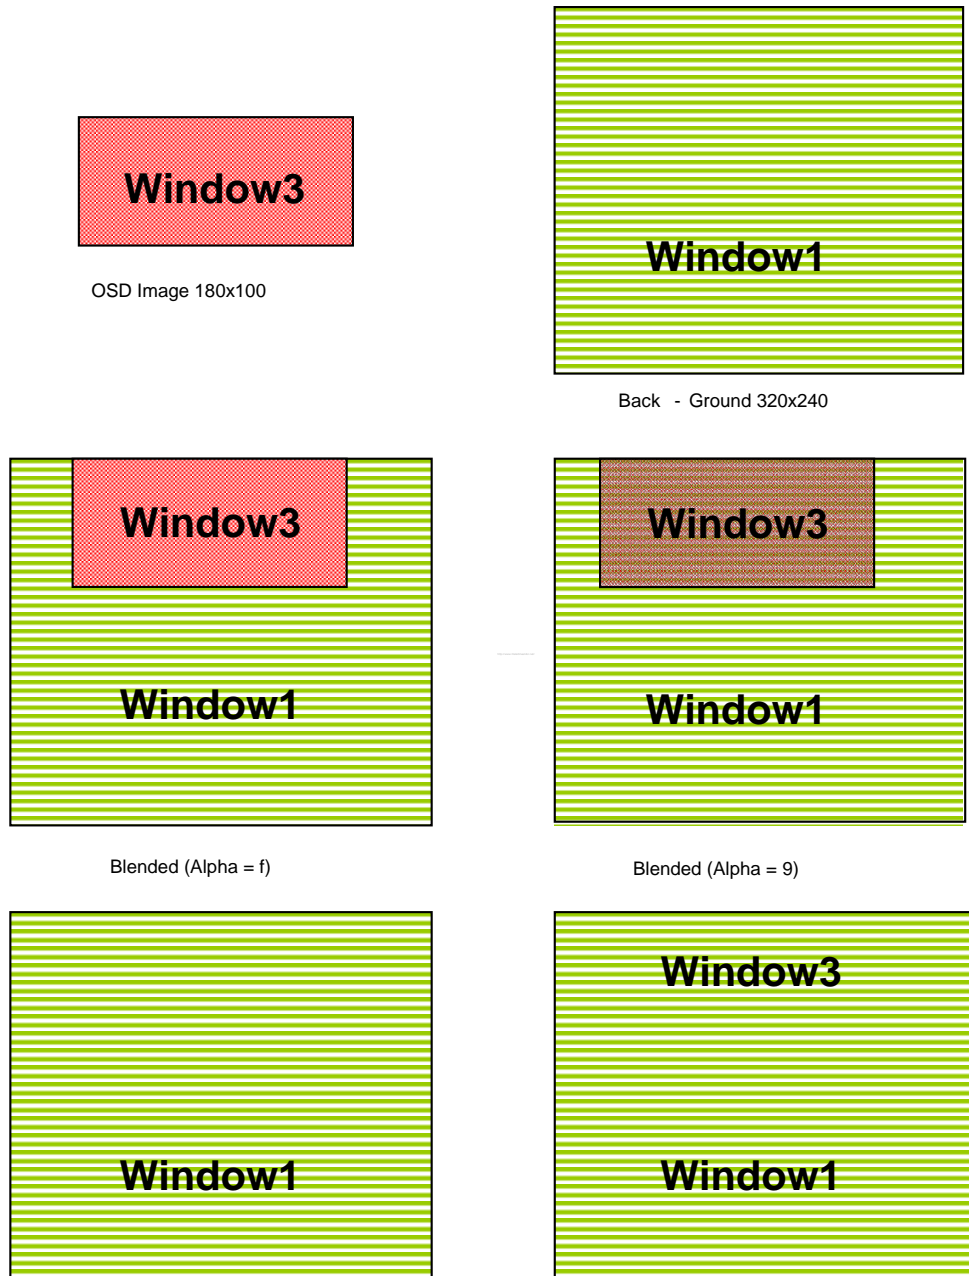 Window3
OSD Image 180x100
Window1
Back - Ground 320x240
Window3
Window1
Blended (Alpha = f)
Window3
Window1
Blended (Alpha = 9)
Window1
Window3
Window1